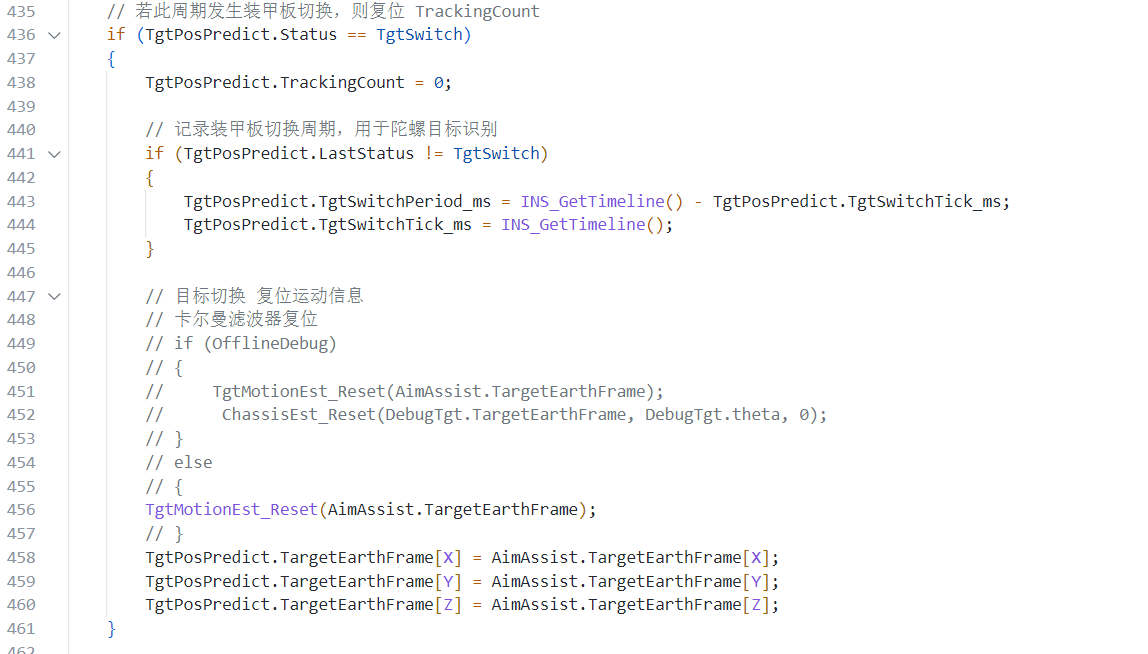 435 // 若此周期发生装甲板切换，则复位 TrackingCount
436 if (TgtPosPredict.Status == TgtSwitch)
437 {
438 TgtPosPredict.TrackingCount = 0;
439
440 // 记录装甲板切换周期，用于陀螺目标识别
441 if (TgtPosPredict.LastStatus != TgtSwitch)
442 {
443 TgtPosPredict.TgtSwitchPeriod_ms = INS_GetTimeline() - TgtPosPredict.TgtSwitchTick_ms;
444 TgtPosPredict.TgtSwitchTick_ms = INS_GetTimeline();
445 }
446
447 // 目标切换 复位运动信息
448 // 卡尔曼滤波器复位
449 // if (OfflineDebug)
450 // {
451 //     TgtMotionEst_Reset(AimAssist.TargetEarthFrame);
452 //      ChassisEst_Reset(DebugTgt.TargetEarthFrame, DebugTgt.theta, 0);
453 // }
454 // else
455 // {
456 TgtMotionEst_Reset(AimAssist.TargetEarthFrame);
457 // }
458 TgtPosPredict.TargetEarthFrame[X] = AimAssist.TargetEarthFrame[X];
459 TgtPosPredict.TargetEarthFrame[Y] = AimAssist.TargetEarthFrame[Y];
460 TgtPosPredict.TargetEarthFrame[Z] = AimAssist.TargetEarthFrame[Z];
461 }
462